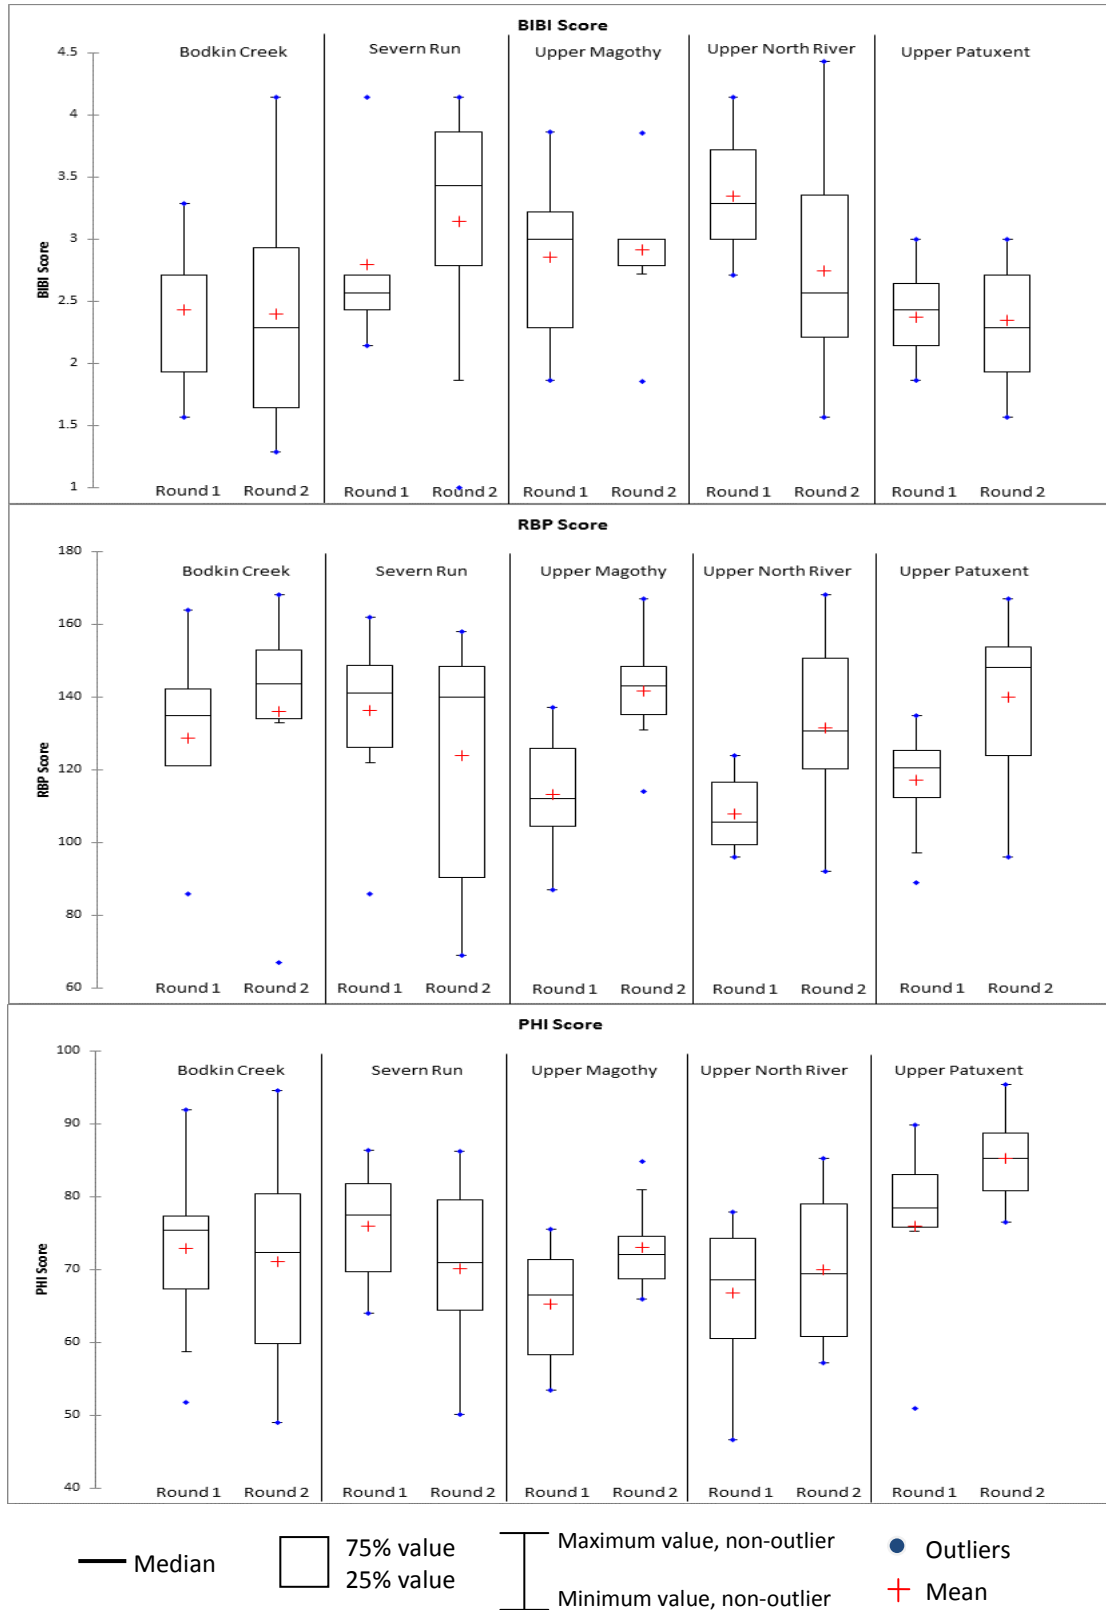 BIBI Score
Bodkin Creek Severn Run Upper Magothy Upper North River Upper Patuxent
4.5
4
3.5
3
2.5
2
1.5
1
BIBI Score
Round 1 Round 2 Round 1 Round 2 Round 1 Round 2 Round 1 Round 2 Round 1 Round 2
RBP Score
Bodkin Creek Severn Run Upper Magothy Upper North River Upper Patuxent
180
160
140
120
100
80
60
RBP Score
Round 1 Round 2 Round 1 Round 2 Round 1 Round 2 Round 1 Round 2 Round 1 Round 2
PHI Score
Bodkin Creek Severn Run Upper Magothy Upper North River Upper Patuxent
100
90
80
70
60
50
40
PHI Score
Round 1 Round 2 Round 1 Round 2 Round 1 Round 2 Round 1 Round 2 Round 1 Round 2
Median
75% value
25% value
Maximum value, non-outlier
Minimum value, non-outlier
Outliers
Mean